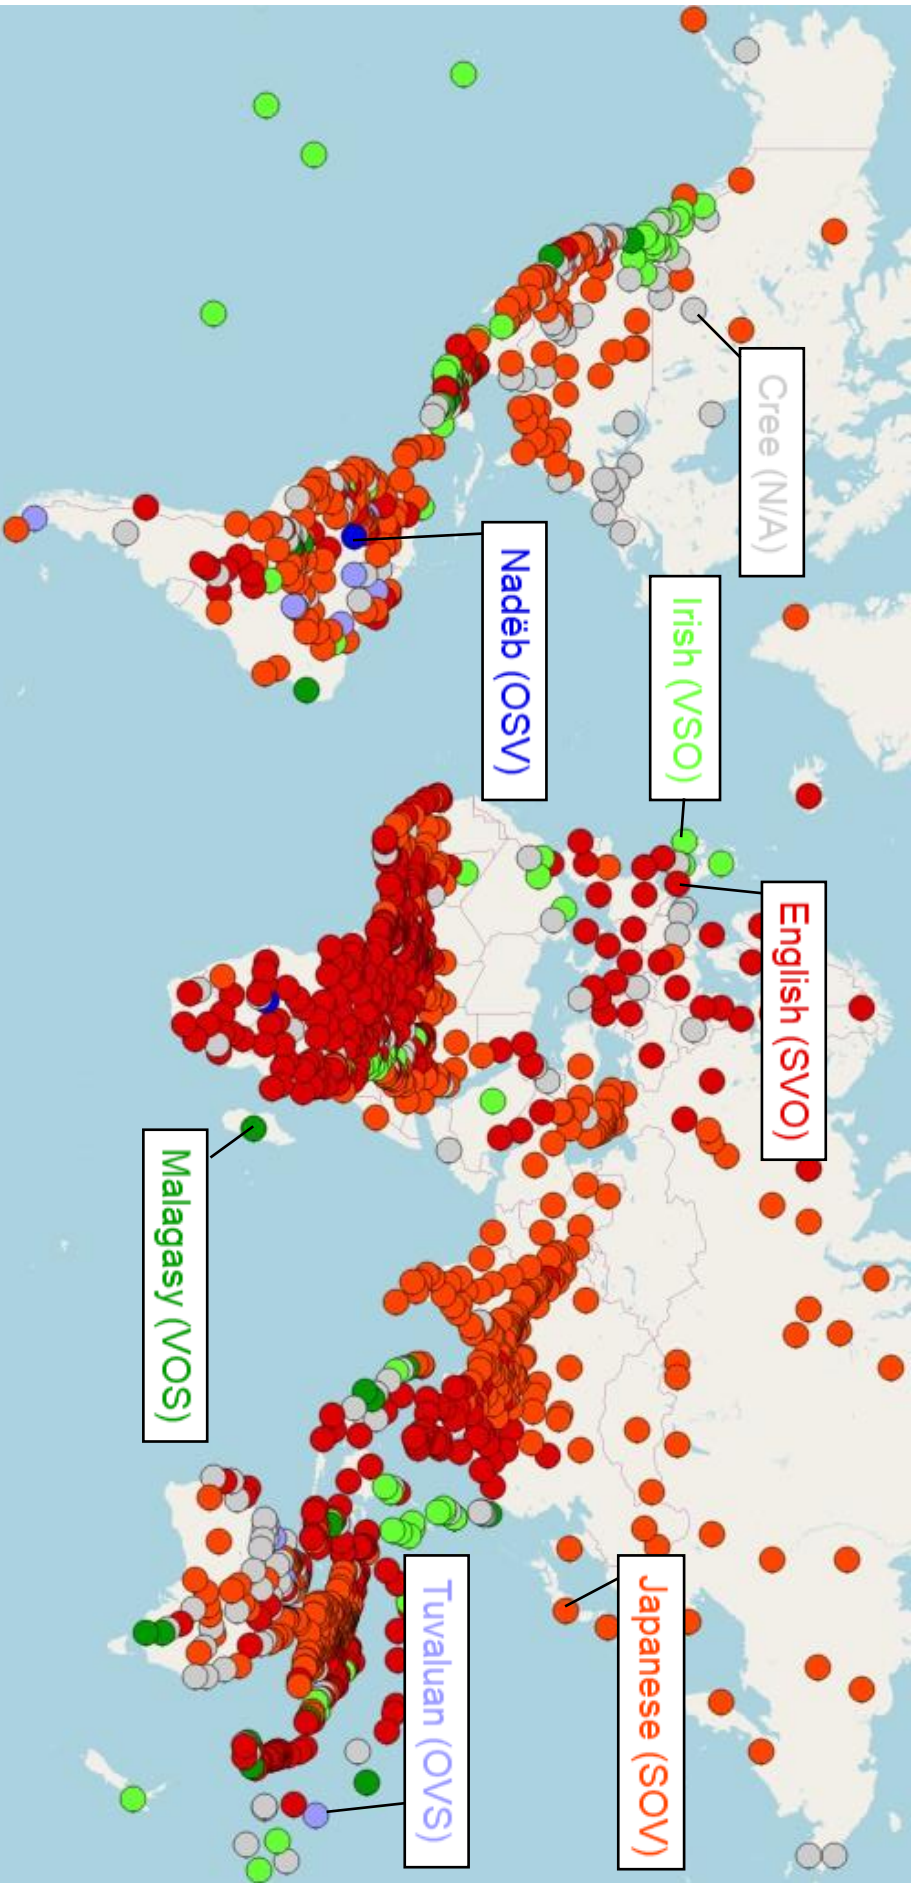 Cree (N/A)
Irish (VSO)
English (SVO)
Japanese (SOV)
Nadëb (OSV)
Malagasy (VOS)
Tuvaluan (OVS)